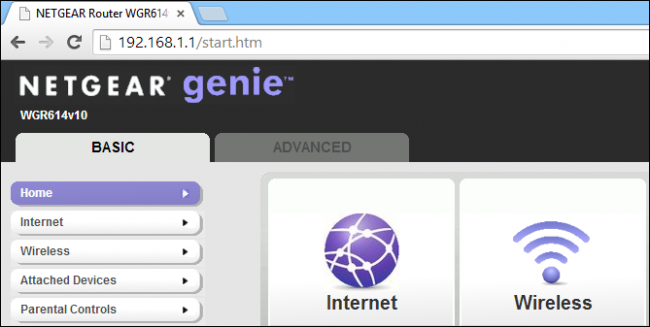 NETGEAR Router WGR614
192.168.1.1/start.htm
NETGEAR® genie™
WGR614v10
BASIC ADVANCED
Home
Internet
Wireless
Attached Devices
Parental Controls
Internet Wireless